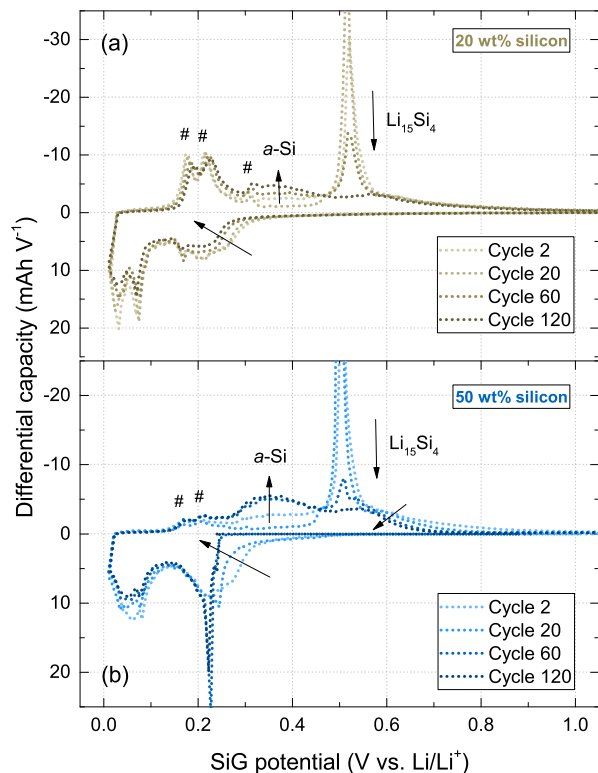 (a)
20 wt% silicon
-30
-20
-10
0
10
20
# # #
a-Si
Li₁₅Si₄
Cycle 2
Cycle 20
Cycle 60
Cycle 120
Differential capacity (mAh V⁻¹)
50 wt% silicon
-20
-10
0
10
20
# #
a-Si
Li₁₅Si₄
Cycle 2
Cycle 20
Cycle 60
Cycle 120
(b)
0.0 0.2 0.4 0.6 0.8 1.0
SiG potential (V vs. Li/Li⁺)